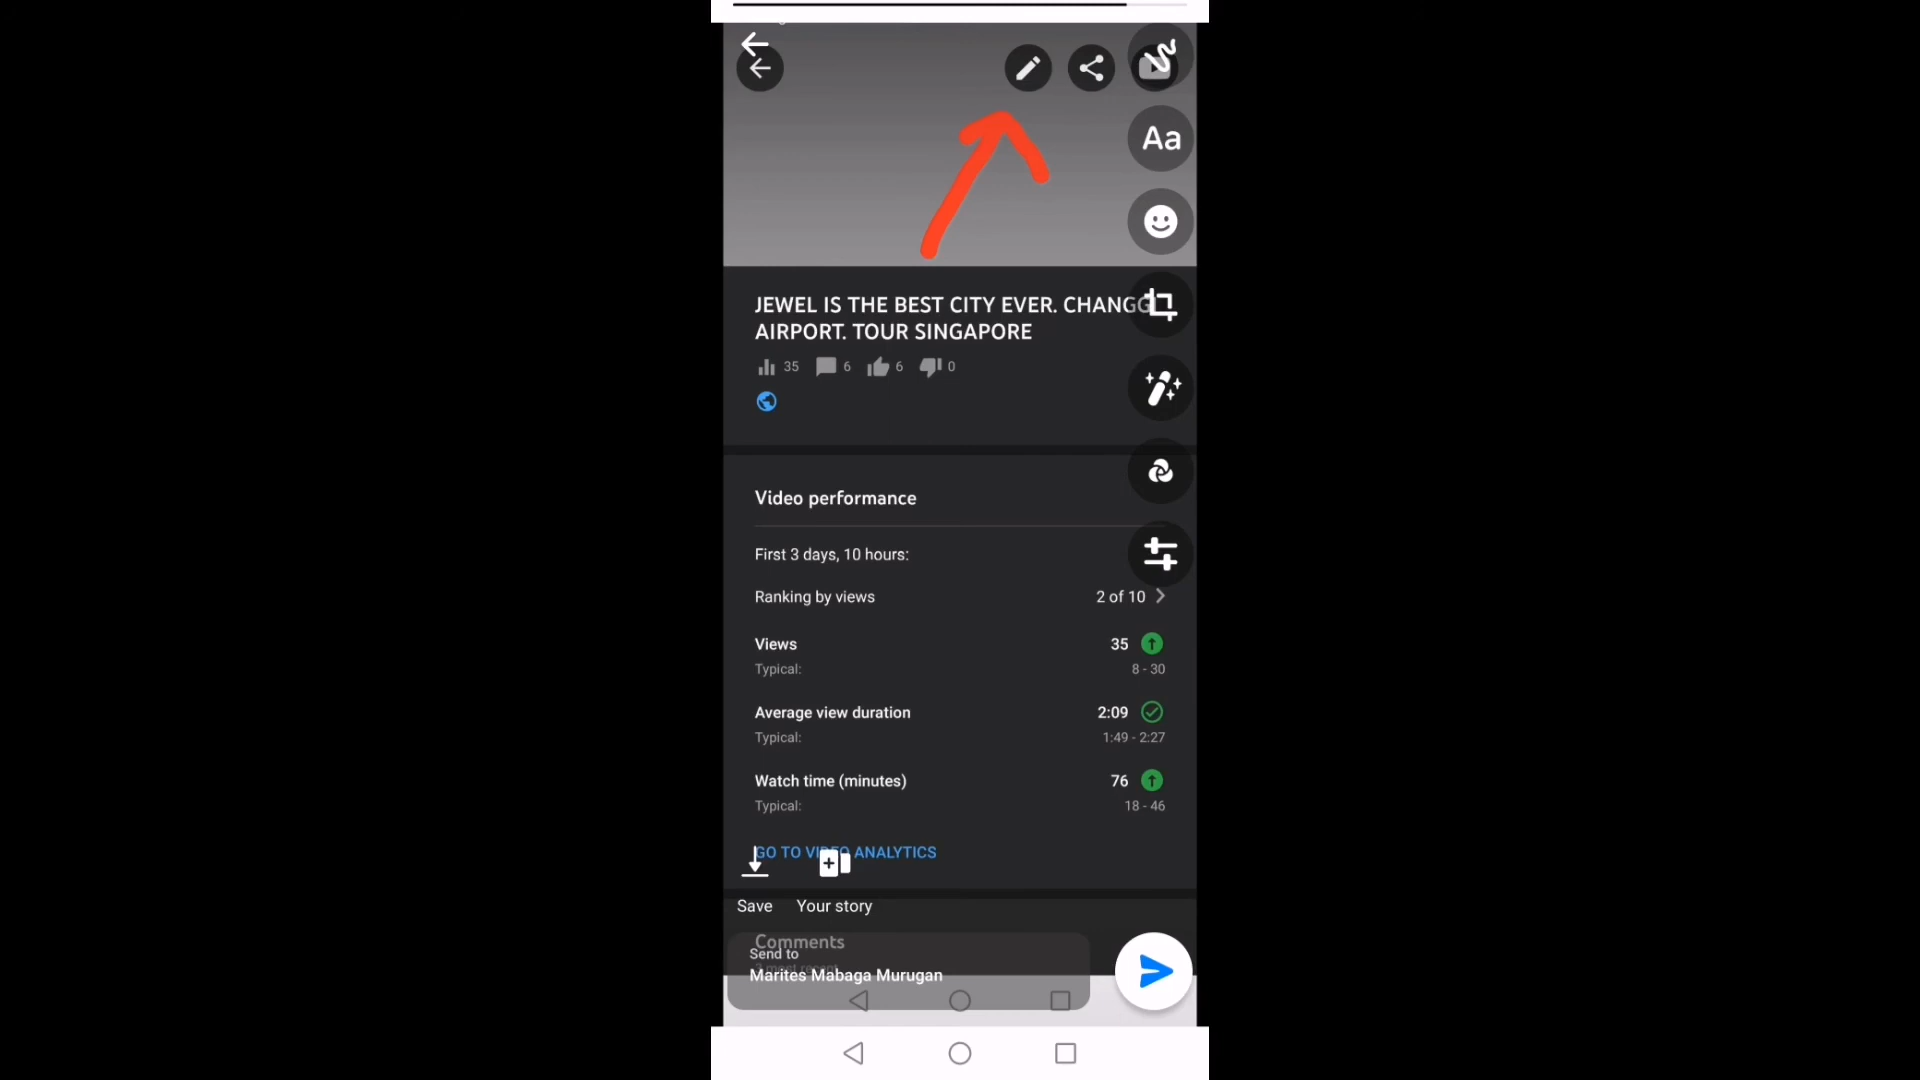 Aa
JEWEL IS THE BEST CITY EVER. CHANGG
AIRPORT. TOUR SINGAPORE
35 6 6 0
Video performance
First 3 days, 10 hours:
Ranking by views 2 of 10
Views 35
Typical: 8 - 30
Average view duration 2:09
Typical: 1:49 - 2:27
Watch time (minutes) 76
Typical: 18 - 46
GO TO VIDEO ANALYTICS
Save Your story
Comments
Send to
Marites Mabaga Murugan